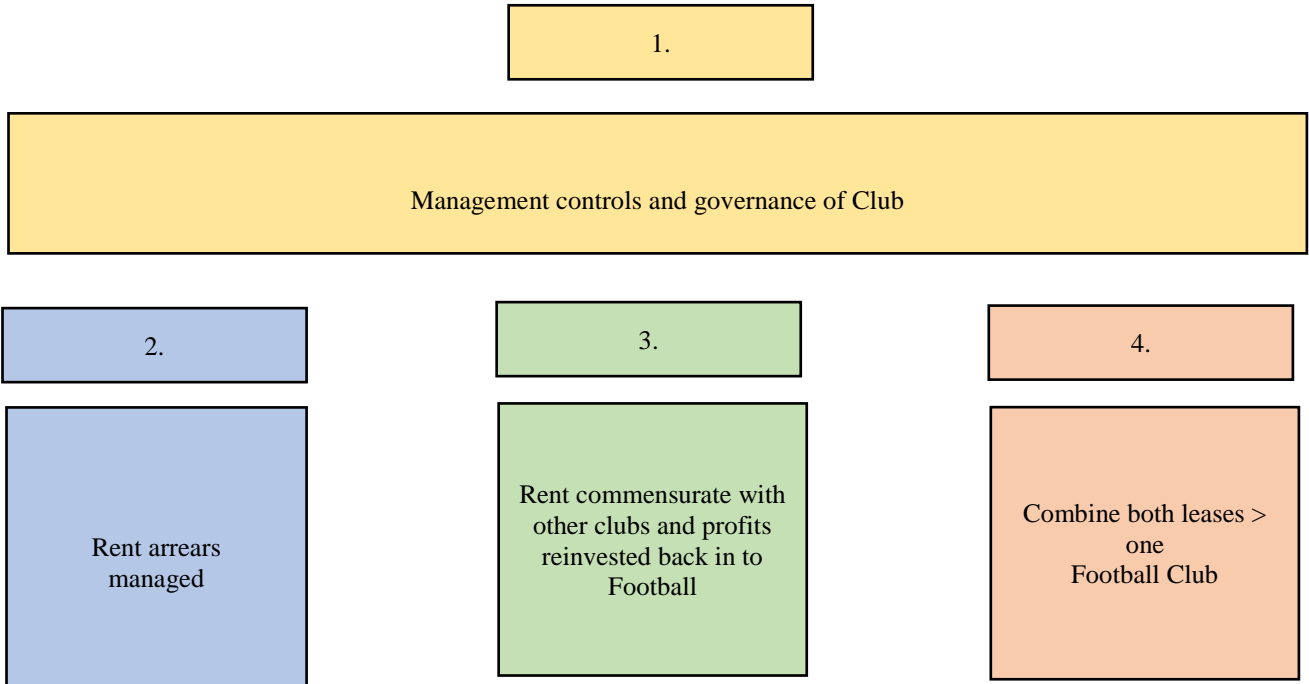 1.
Management controls and governance of Club
2.
3.
4.
Rent arrears
managed
Rent commensurate with
other clubs and profits
reinvested back in to
Football
Combine both leases >
one
Football Club